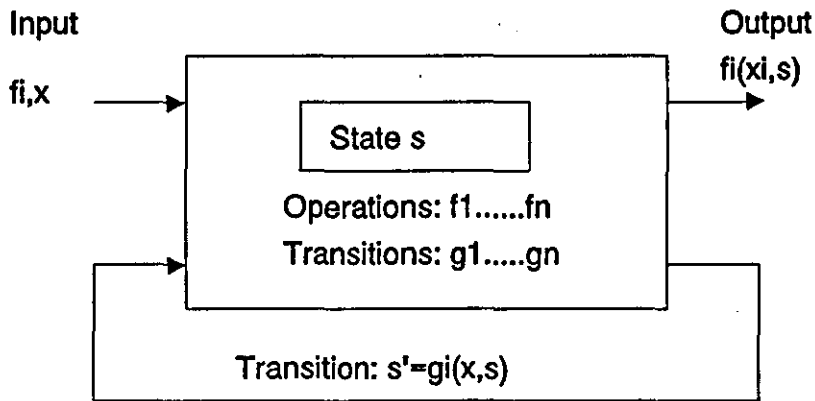 Input
Output
fi,x
fi(xi,s)
State s
Operations: f1......fn
Transitions: g1.....gn
Transition: s'=gi(x,s)